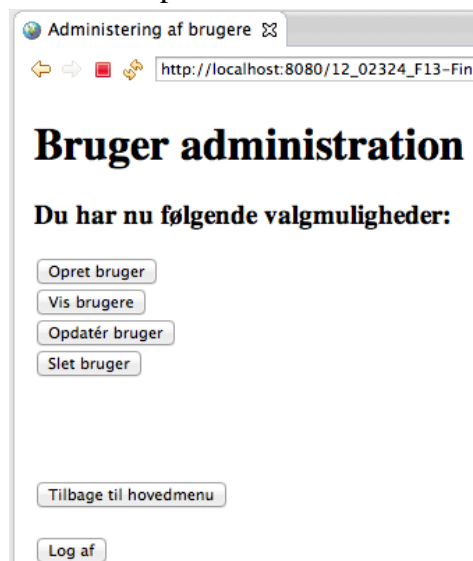 Administering af brugere
http://localhost:8080/12_02324_F13-Fin
Bruger administration
Du har nu følgende valgmuligheder:
Opret bruger
Vis brugere
Opdatér bruger
Slet bruger
Tilbage til hovedmenu
Log af